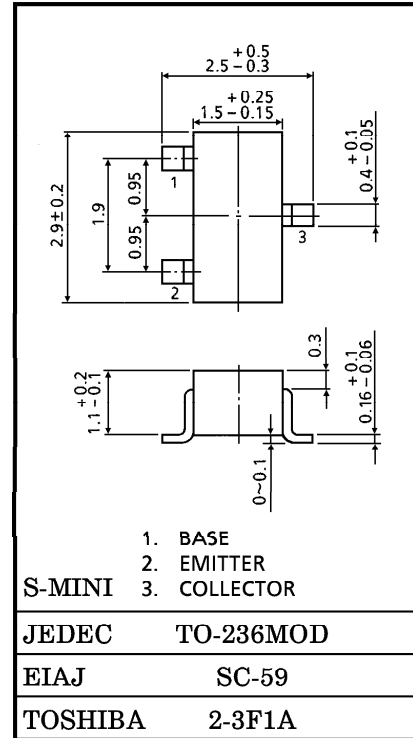 +0.5
2.5 – 0.3
+0.25
1.5 – 0.15
2.9±0.2
1.9
0.95
0.95
1
2
3
+0.1
0.4 – 0.05
+0.2
1.1 – 0.1
0.3
+0.1
0.16 – 0.06
0~0.1
1. BASE
2. EMITTER
S-MINI 3. COLLECTOR
JEDEC TO-236MOD
EIAJ SC-59
TOSHIBA 2-3F1A